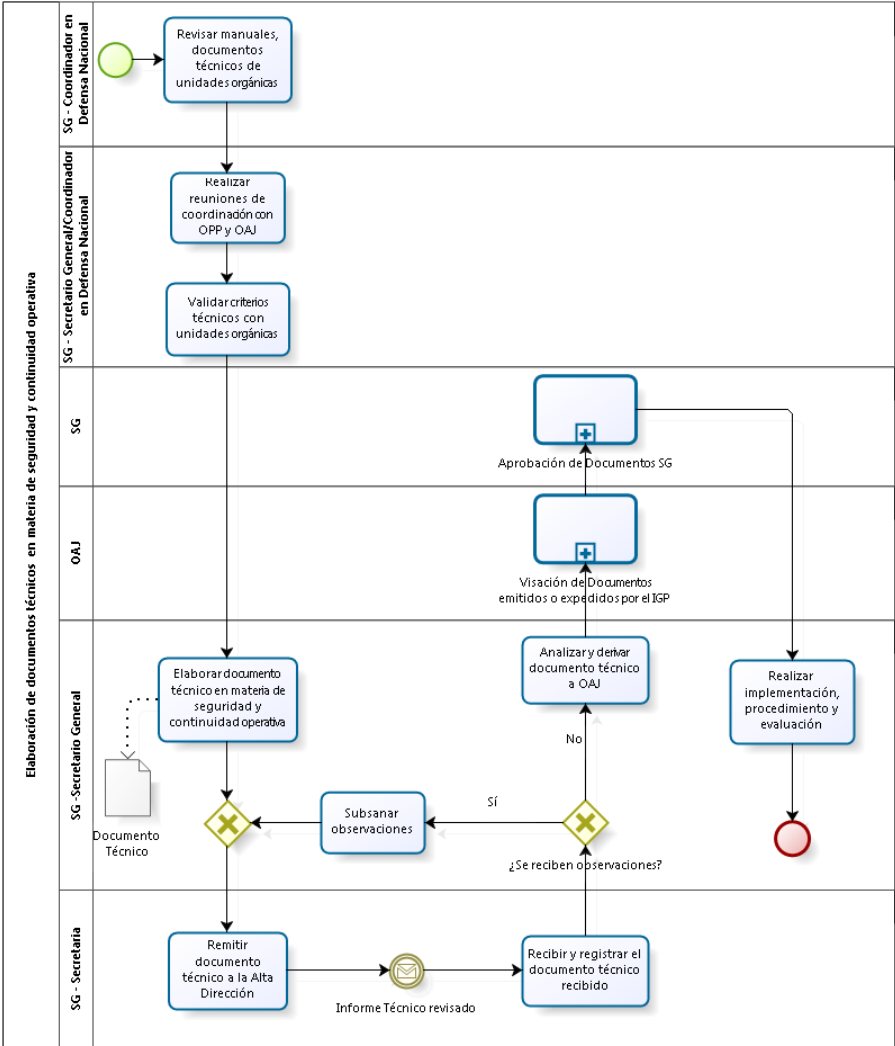 Elaboración de documentos técnicos en materia de seguridad y continuidad operativa
SG - Coordinador en
Defensa Nacional
Revisar manuales,
documentos
técnicos de
unidades orgánicas
SG - Secretario General/Coordinador
en Defensa Nacional
Realizar
reuniones de
coordinación con
OPP y OAJ
Validar criterios
técnicos con
unidades orgánicas
SG
Aprobación de Documentos SG
OAJ
Visación de Documentos
emitidos o expedidos por el IGP
SG -Secretario General
Elaborar documento
técnico en materia de
seguridad y
continuidad operativa
Documento
Técnico
Analizar y derivar
documento técnico
a OAJ
Realizar
implementación,
procedimiento y
evaluación
No
Sí
Subsanar
observaciones
¿Se reciben observaciones?
SG - Secretaria
Remitir
documento
técnico a la Alta
Dirección
Informe Técnico revisado
Recibir y registrar el
documento técnico
recibido